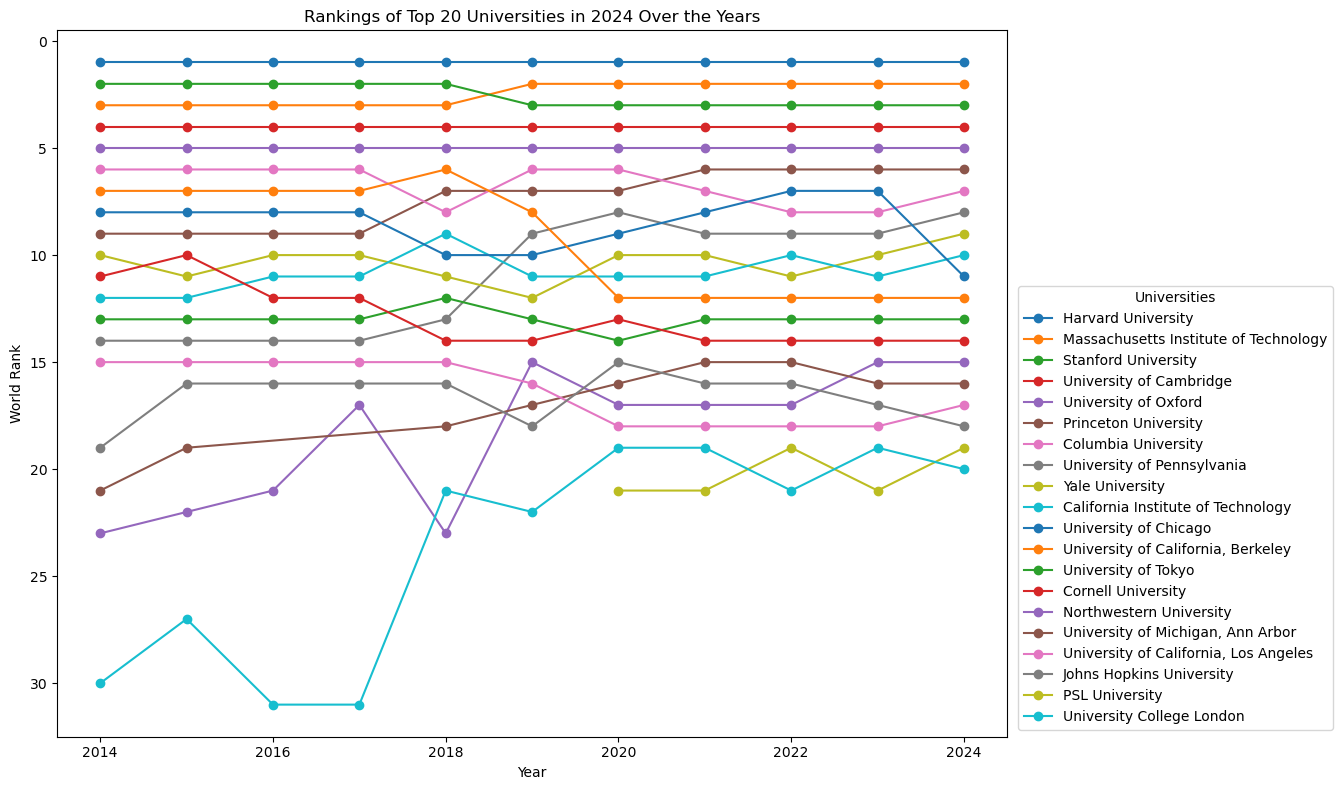 Rankings of Top 20 Universities in 2024 Over the Years
World Rank
0
5
10
15
20
25
30
2014
2016
2018
2020
2022
2024
Year
Universities
Harvard University
Massachusetts Institute of Technology
Stanford University
University of Cambridge
University of Oxford
Princeton University
Columbia University
University of Pennsylvania
Yale University
California Institute of Technology
University of Chicago
University of California, Berkeley
University of Tokyo
Cornell University
Northwestern University
University of Michigan, Ann Arbor
University of California, Los Angeles
Johns Hopkins University
PSL University
University College London